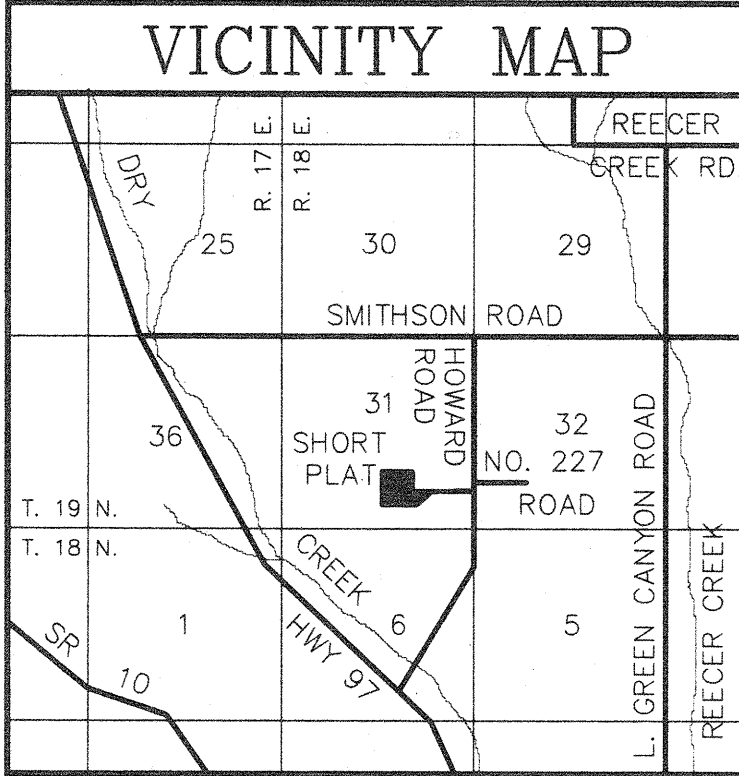 VICINITY MAP
REECER
CREEK RD
DRY
R. 17 E.
R. 18 E.
25
30
29
SMITHSON ROAD
HOWARD
ROAD
31
32
36
SHORT
PLAT
NO. 227
ROAD
L. GREEN CANYON ROAD
REECER CREEK
T. 19 N.
T. 18 N.
CREEK
1
6
5
HWY 97
SR
10